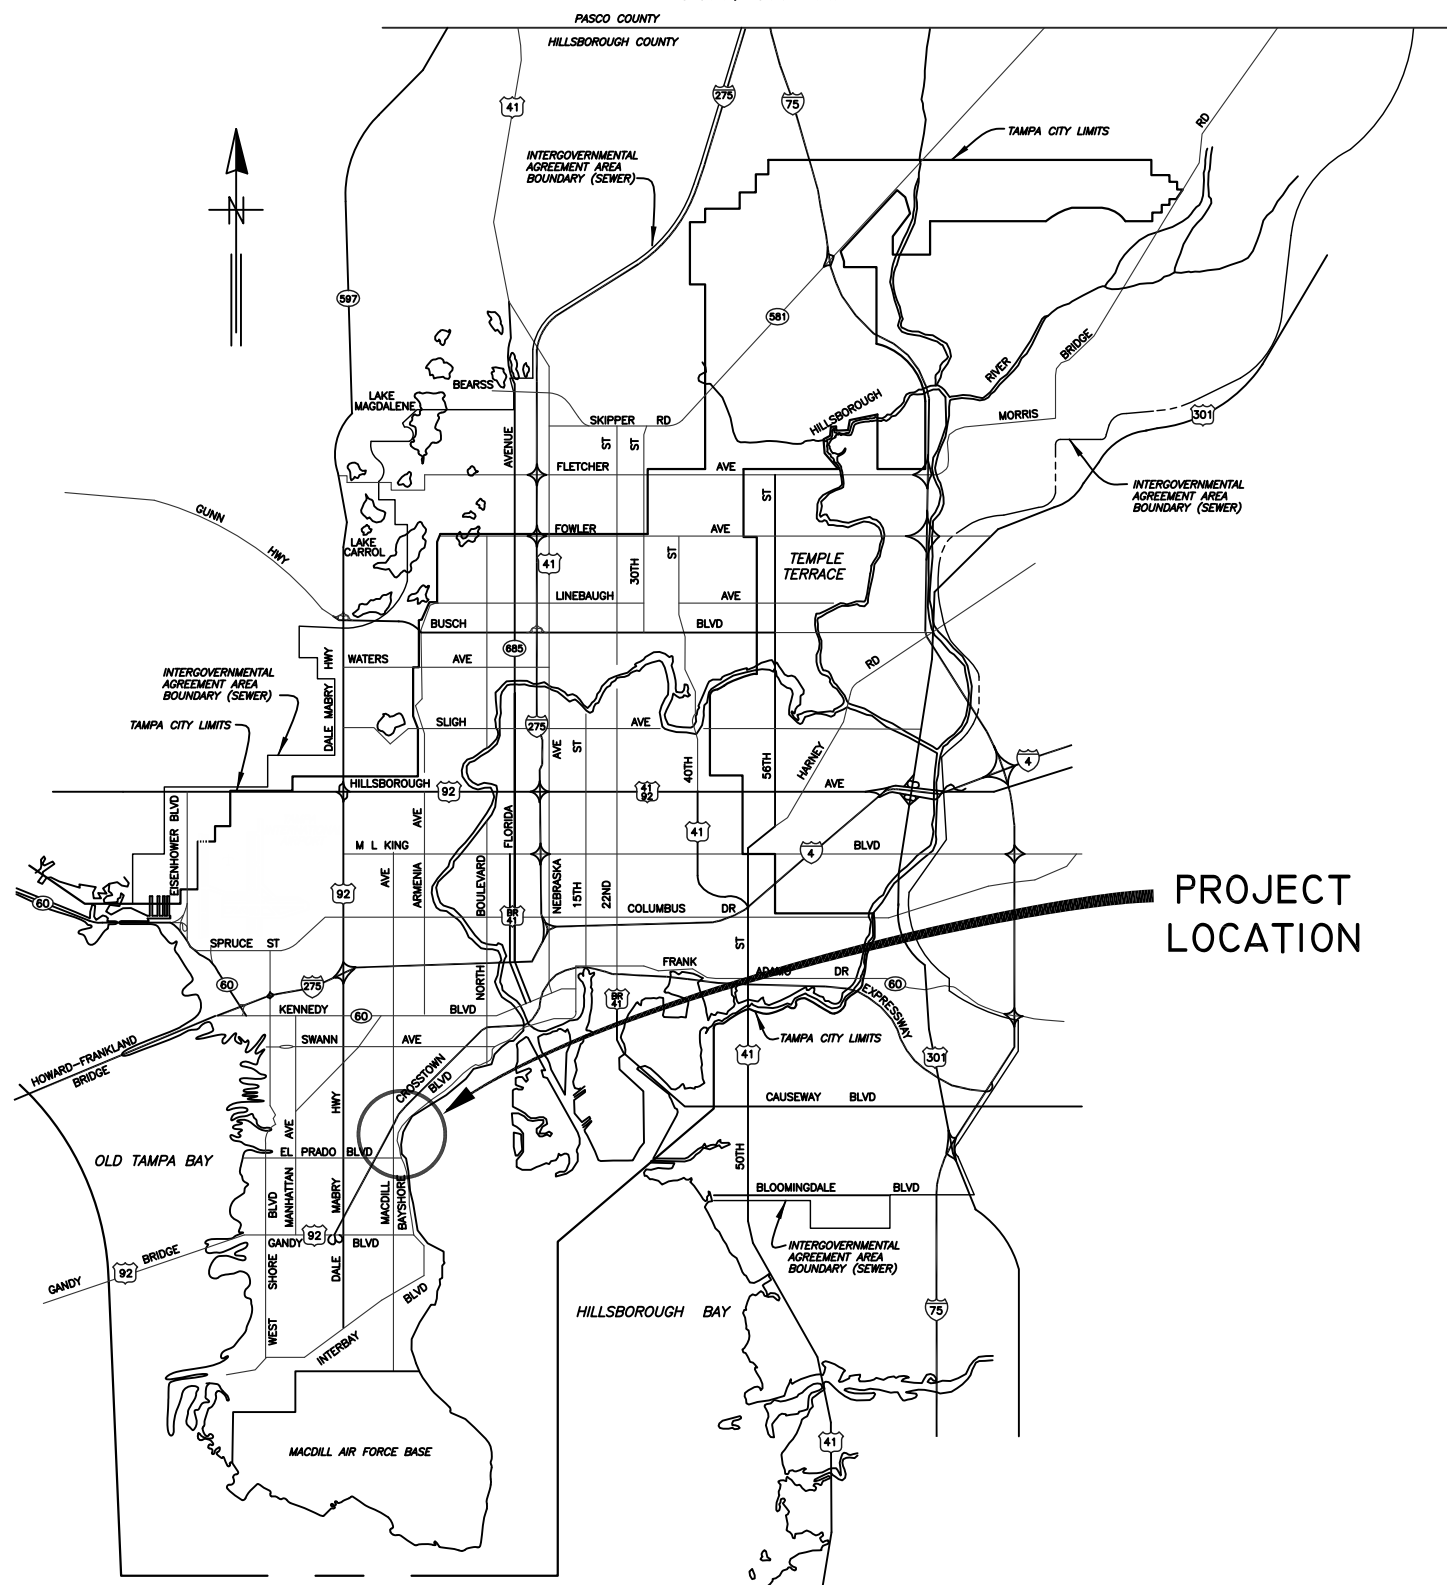 PASCO COUNTY
HILLSBOROUGH COUNTY
41
275
75
RD
TAMPA CITY LIMITS
INTERGOVERNMENTAL
AGREEMENT AREA
BOUNDARY (SEWER)
N
597
581
BRIDGE
RIVER
BEARSS
LAKE
MAGDALENE
HILLSBOROUGH
MORRIS
301
SKIPPER RD
AVENUE
ST
ST
FLETCHER AVE
INTERGOVERNMENTAL
AGREEMENT AREA
BOUNDARY (SEWER)
ST
GUNN
HWY
LAKE
CARROL
FOWLER AVE
41
30TH
ST
TEMPLE
TERRACE
LINEBAUGH AVE
BUSCH BLVD
685
WATERS AVE
HWY
RD
INTERGOVERNMENTAL
AGREEMENT AREA
BOUNDARY (SEWER)
TAMPA CITY LIMITS
DALE MABRY
SLIGH AVE
275
AVE
ST
40TH
56TH
HARNEY
4
HILLSBOROUGH AVE
92
41
92
EISENHOWER BLVD
AVE
FLORIDA
41
M L KING BLVD
4
AVE
ARMENIA
BOULEVARD
NEBRASKA
15TH
22ND
92
60
BR
41
COLUMBUS DR
PROJECT
LOCATION
SPRUCE ST
ST
FRANK
ADAMS DR
60
275
60
NORTH
BR
41
EXPRESSWAY
KENNEDY BLVD
60
SWANN AVE
TAMPA CITY LIMITS
HOWARD-FRANKLAND
BRIDGE
CROSSTOWN
BLVD
41
301
HWY
AVE
CAUSEWAY BLVD
OLD TAMPA BAY
EL PRADO BLVD
50TH
BLVD
MANHATTAN
MABRY
MACDILL
BAYSHORE
BLOOMINGDALE BLVD
92
GANDY BLVD
INTERGOVERNMENTAL
AGREEMENT AREA
BOUNDARY (SEWER)
GANDY
92
BRIDGE
SHORE
DALE
BLVD
HILLSBOROUGH BAY
75
WEST
INTERBAY
41
MACDILL AIR FORCE BASE